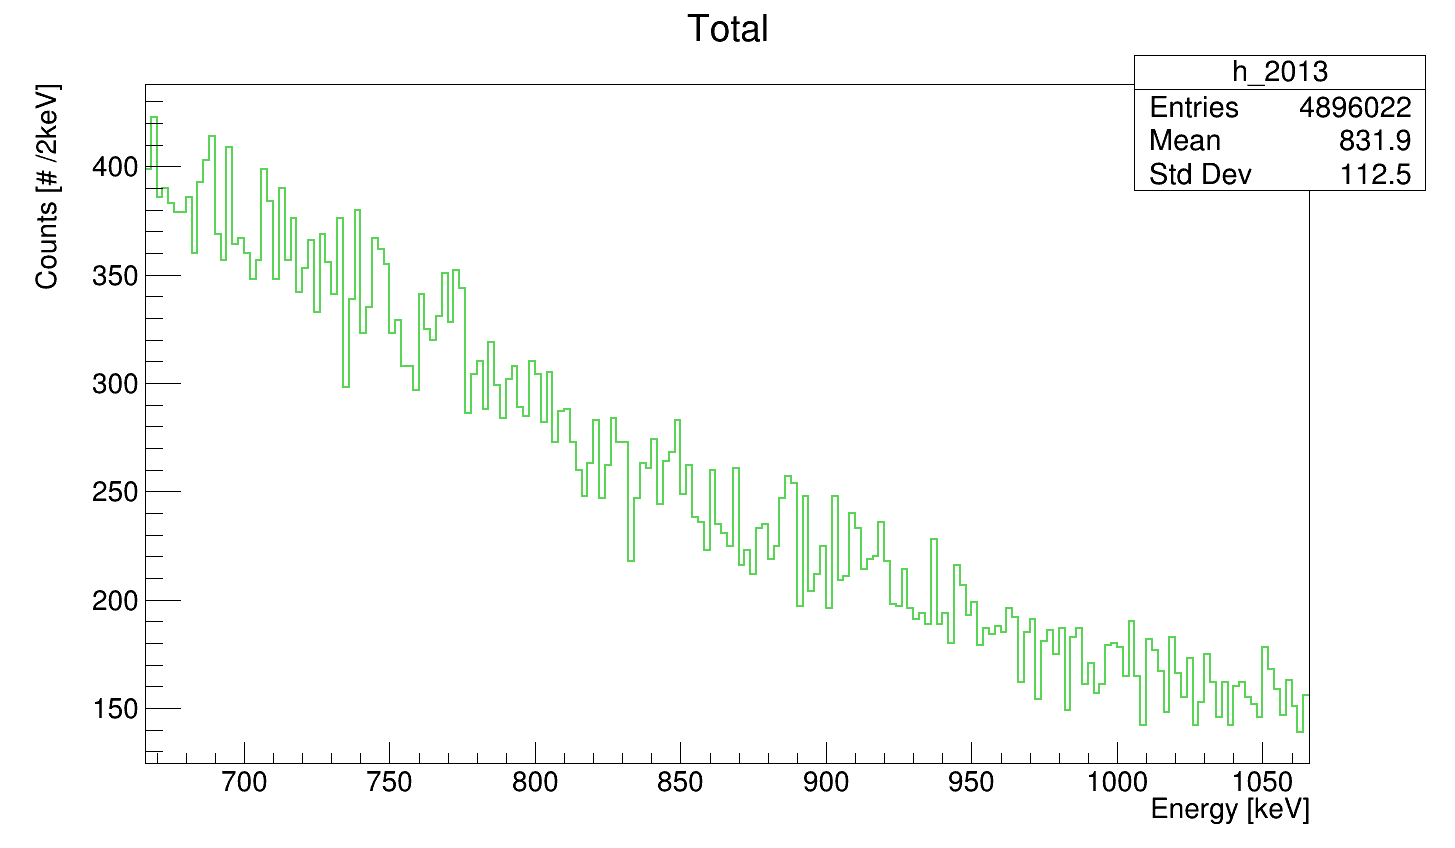 Total
h_2013
Entries 4896022
Mean 831.9
Std Dev 112.5
Counts [# /2keV]
400
350
300
250
200
150
700 750 800 850 900 950 1000 1050
Energy [keV]